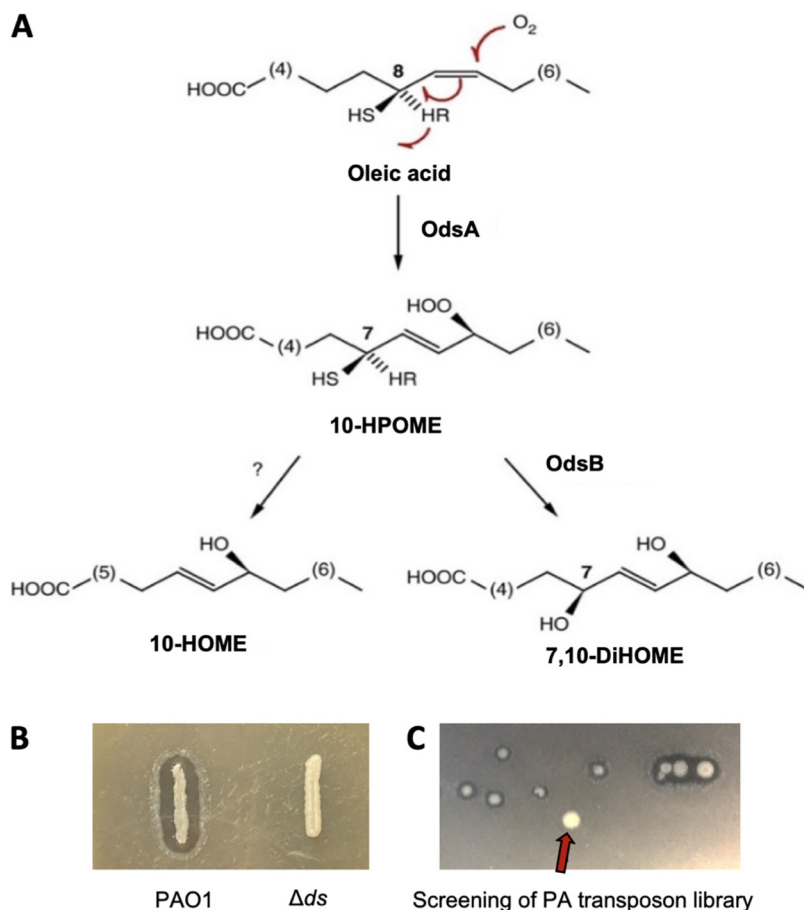 A
O2
8
(4)
(6)
HOOC
HS
HR
Oleic acid
OdsA
HOO
HOOC
7
(6)
(4)
HS
HR
10-HPOME
?
OdsB
HO
HO
(5)
(6)
7
(6)
HOOC
HOOC
(4)
HO
10-HOME
7,10-DiHOME
B
C
PAO1
Δds
Screening of PA transposon library